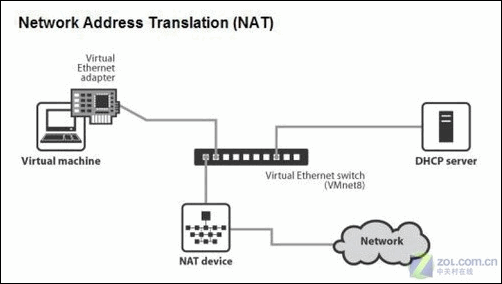 Network Address Translation (NAT)
Virtual
Ethernet
adapter
Virtual machine
DHCP server
Virtual Ethernet switch
(VMnet8)
NAT device
Network
zol.com.cn
中关村在线